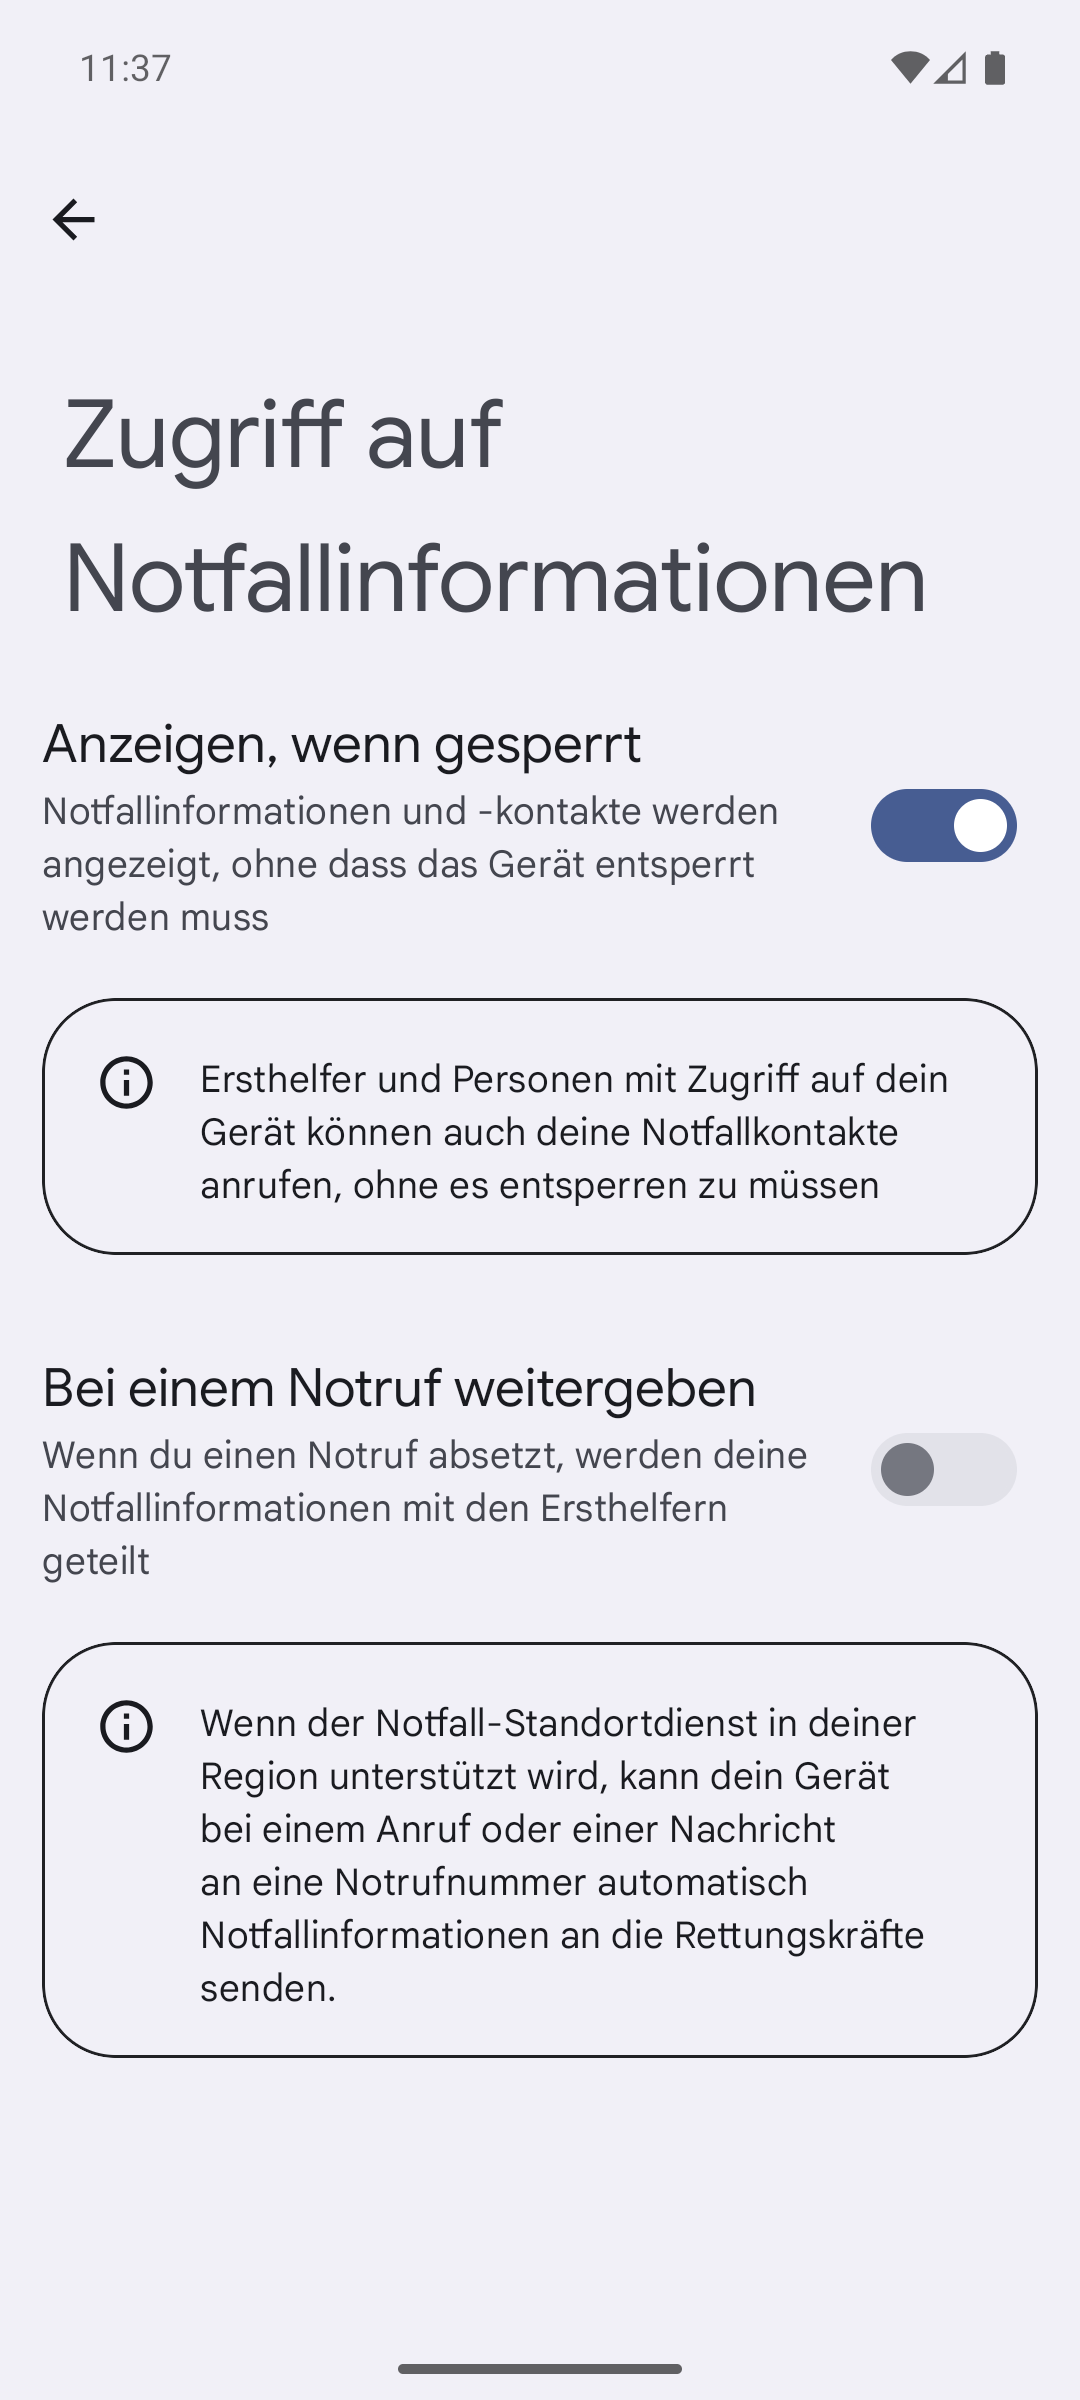 11:37
Zugriff auf
Notfallinformationen
Anzeigen, wenn gesperrt
Notfallinformationen und -kontakte werden
angezeigt, ohne dass das Gerät entsperrt
werden muss
Ersthelfer und Personen mit Zugriff auf dein
Gerät können auch deine Notfallkontakte
anrufen, ohne es entsperren zu müssen
Bei einem Notruf weitergeben
Wenn du einen Notruf absetzt, werden deine
Notfallinformationen mit den Ersthelfern
geteilt
Wenn der Notfall-Standortdienst in deiner
Region unterstützt wird, kann dein Gerät
bei einem Anruf oder einer Nachricht
an eine Notrufnummer automatisch
Notfallinformationen an die Rettungskräfte
senden.